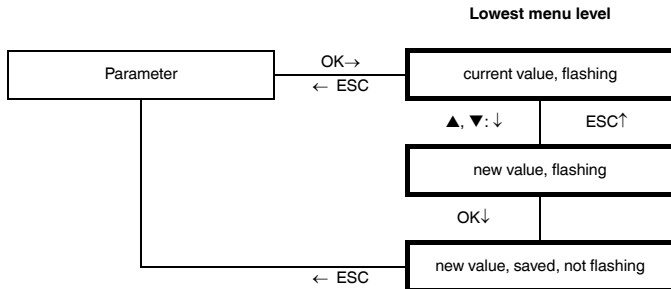 Lowest menu level
OK→
Parameter
current value, flashing
← ESC
▲, ▼: ↓
ESC↑
new value, flashing
OK↓
new value, saved, not flashing
← ESC